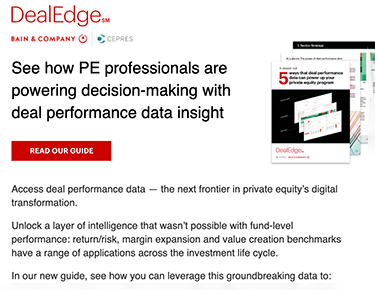 DealEdge SM
BAIN & COMPANY | CEPRES
See how PE professionals are
powering decision-making with
deal performance data insight
READ OUR GUIDE
5 ways that deal performance
data can power up your
private equity program
DealEdge
BAIN & COMPANY
Access deal performance data — the next frontier in private equity's digital
transformation.
Unlock a layer of intelligence that wasn't possible with fund-level
performance: return/risk, margin expansion and value creation benchmarks
have a range of applications across the investment life cycle.
In our new guide, see how you can leverage this groundbreaking data to: